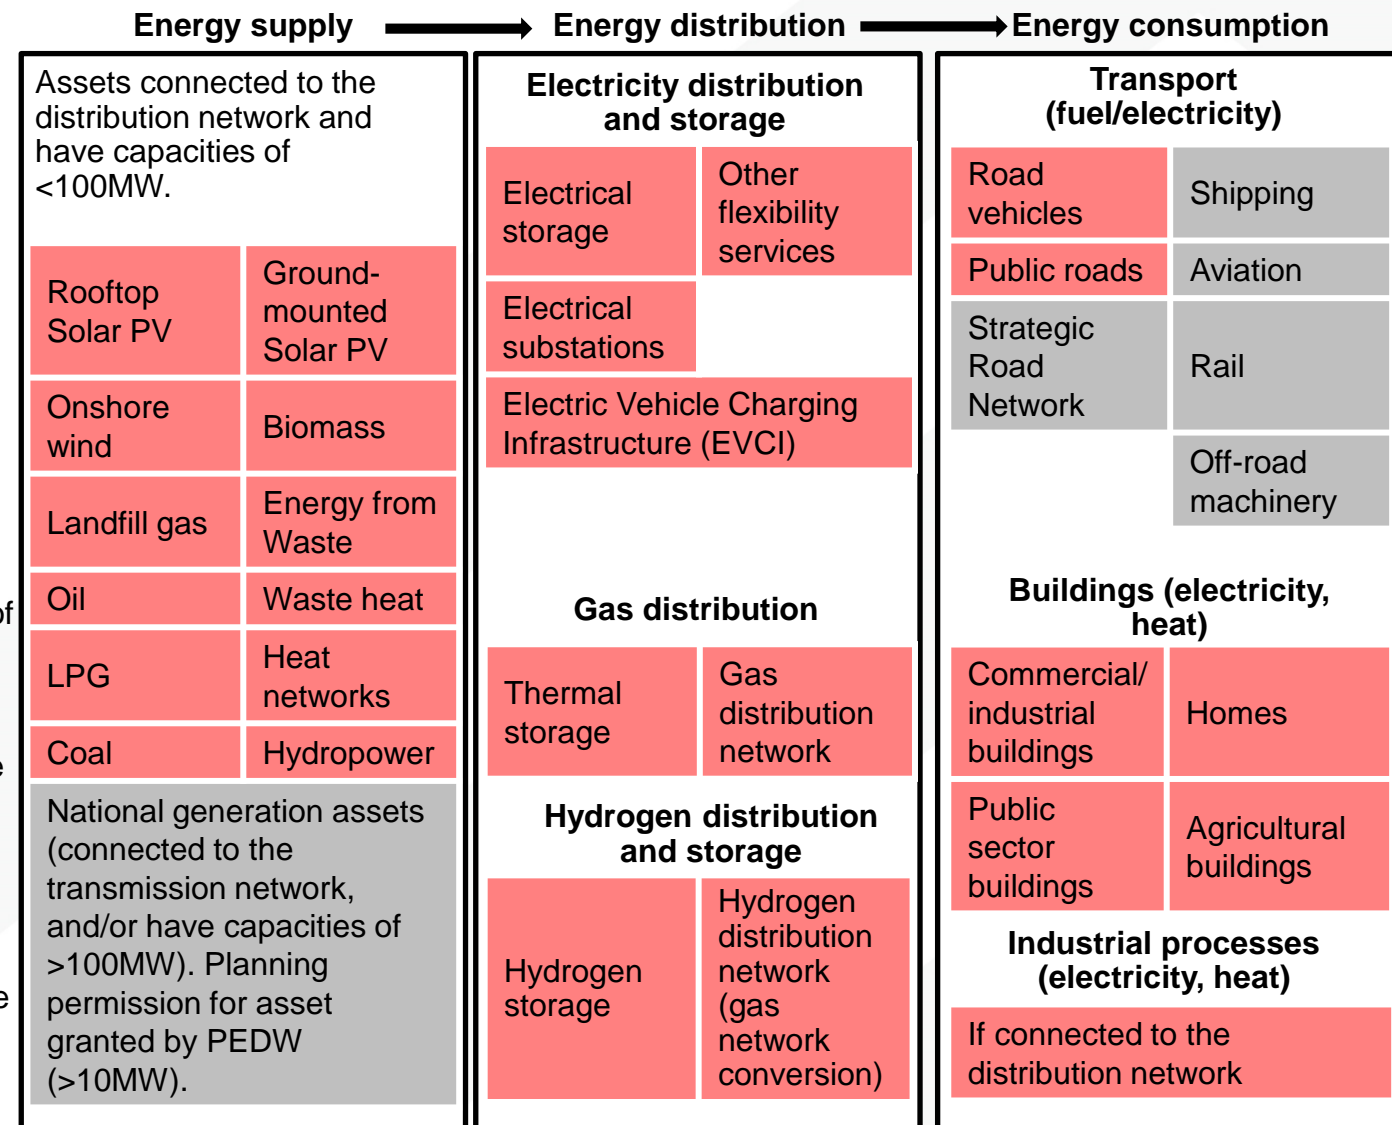 Energy supply
Energy distribution
Energy consumption
Assets connected to the
distribution network and
have capacities of
<100MW.
Rooftop
Solar PV
Ground-
mounted
Solar PV
Onshore
wind
Biomass
Landfill gas
Energy from
Waste
Oil
Waste heat
LPG
Heat
networks
Coal
Hydropower
National generation assets
(connected to the
transmission network,
and/or have capacities of
>100MW). Planning
permission for asset
granted by PEDW
(>10MW).
of
e
e
Electricity distribution
and storage
Electrical
storage
Other
flexibility
services
Electrical
substations
Electric Vehicle Charging
Infrastructure (EVCI)
Gas distribution
Thermal
storage
Gas
distribution
network
Hydrogen distribution
and storage
Hydrogen
storage
Hydrogen
distribution
network
(gas
network
conversion)
Transport
(fuel/electricity)
Road
vehicles
Shipping
Public roads
Aviation
Strategic
Road
Network
Rail
Off-road
machinery
Buildings (electricity,
heat)
Commercial/
industrial
buildings
Homes
Public
sector
buildings
Agricultural
buildings
Industrial processes
(electricity, heat)
If connected to the
distribution network